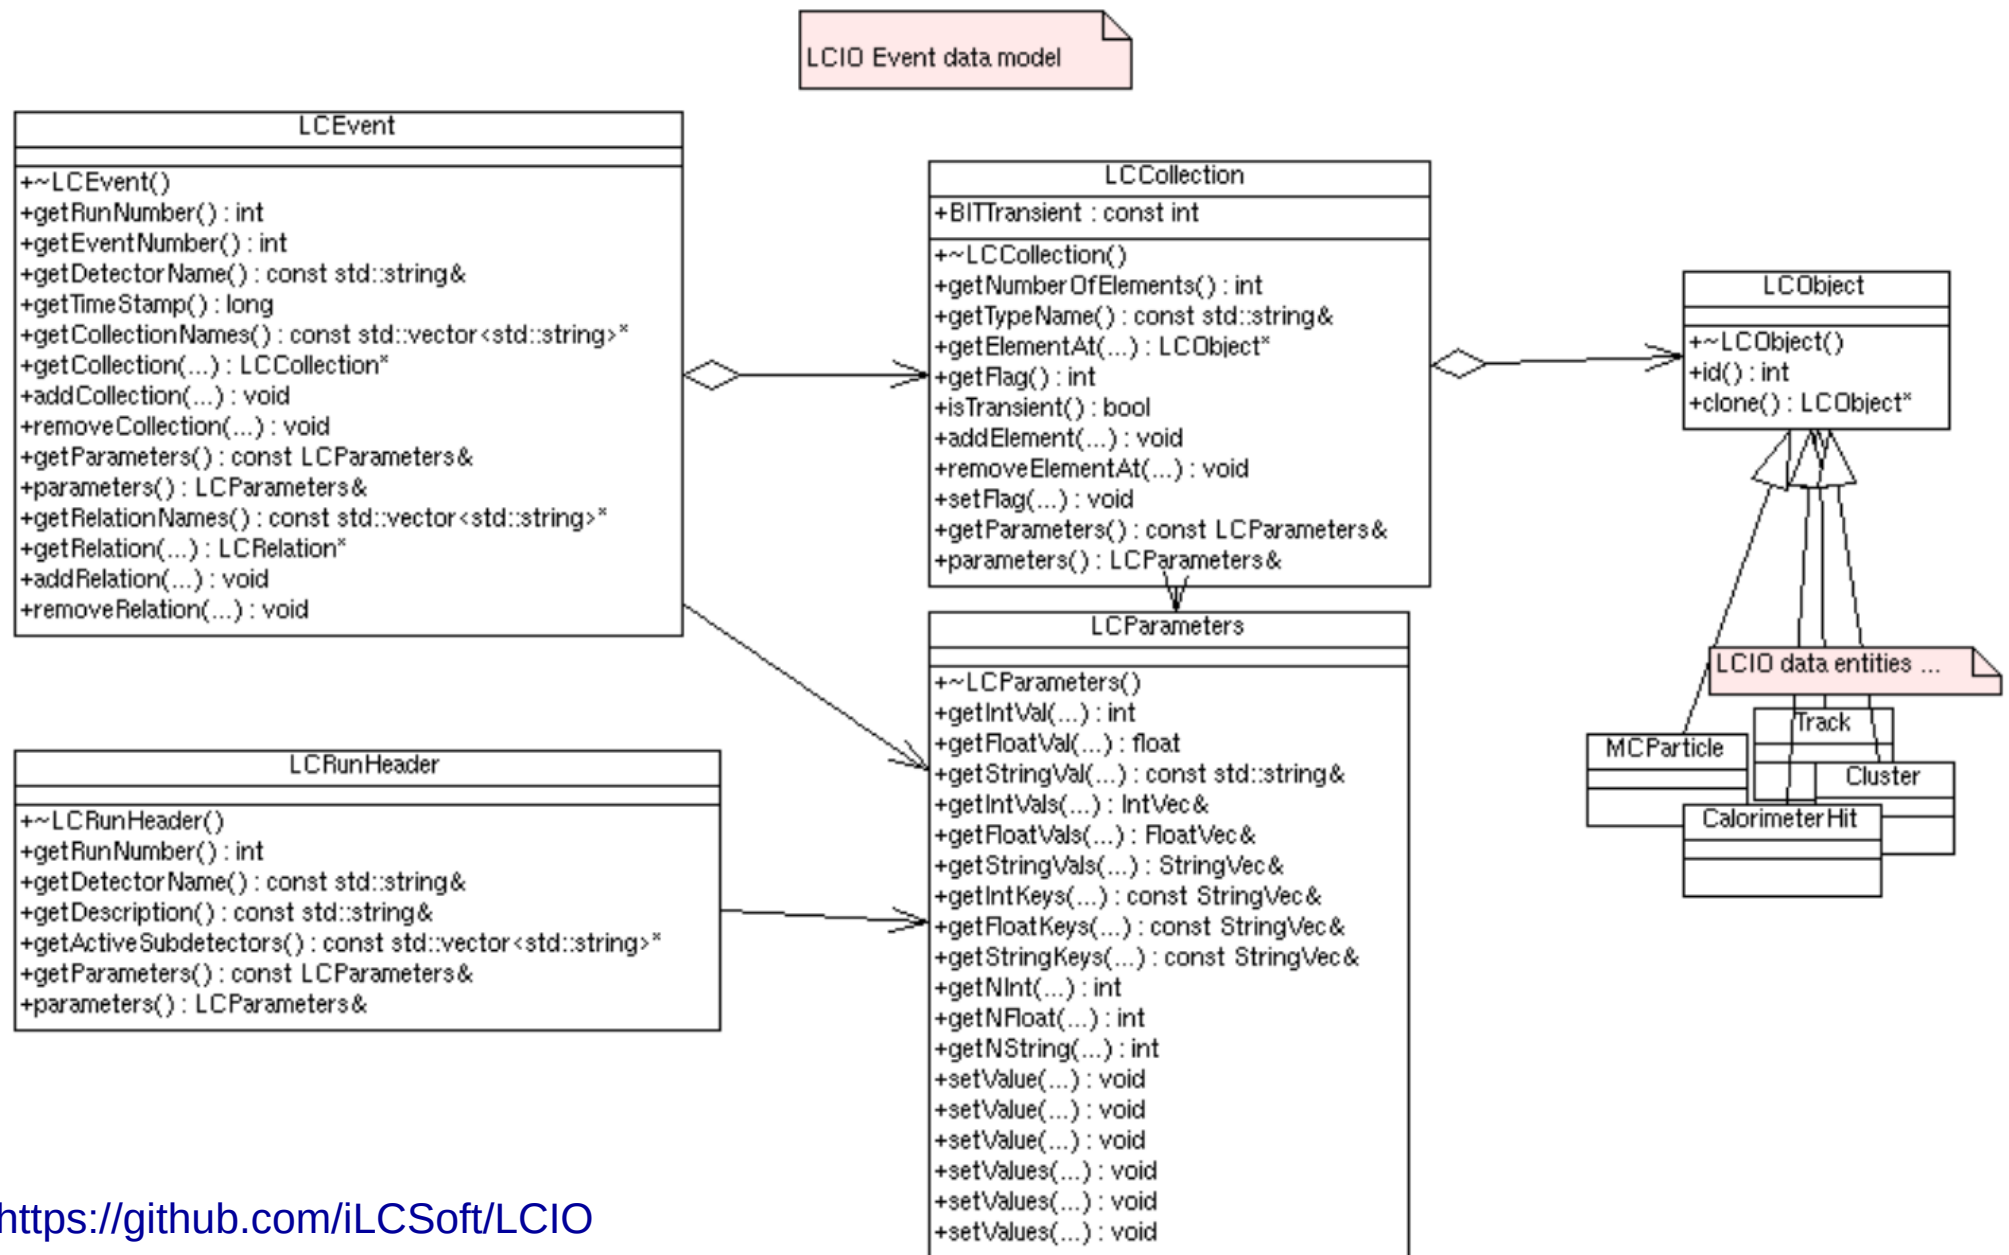 LCIO Event data model
LCEvent
+~LCEvent()
+getRunNumber() : int
+getEventNumber() : int
+getDetectorName() : const std::string&
+getTimeStamp() : long
+getCollectionNames() : const std::vector<std::string>*
+getCollection(...) : LCCollection*
+addCollection(...) : void
+removeCollection(...) : void
+getParameters() : const LCParameters&
+parameters() : LCParameters&
+getRelationNames() : const std::vector<std::string>*
+getRelation(...) : LCRelation*
+addRelation(...) : void
+removeRelation(...) : void
LCCollection
+BITTransient : const int
+~LCCollection()
+getNumberOfElements() : int
+getTypeName() : const std::string&
+getElementAt(...) : LCObject*
+getFlag() : int
+isTransient() : bool
+addElement(...) : void
+removeElementAt(...) : void
+setFlag(...) : void
+getParameters() : const LCParameters&
+parameters() : LCParameters&
LCObject
+~LCObject()
+id() : int
+clone() : LCObject*
LCParameters
+~LCParameters()
+getIntVal(...) : int
+getFloatVal(...) : float
+getStringVal(...) : const std::string&
+getIntVals(...) : IntVec&
+getFloatVals(...) : FloatVec&
+getStringVals(...) : StringVec&
+getIntKeys(...) : const StringVec&
+getFloatKeys(...) : const StringVec&
+getStringKeys(...) : const StringVec&
+getNInt(...) : int
+getNFloat(...) : int
+getNString(...) : int
+setValue(...) : void
+setValue(...) : void
+setValue(...) : void
+setValues(...) : void
+setValues(...) : void
+setValues(...) : void
LCIO data entities ...
Track
MCParticle
Cluster
CalorimeterHit
LCRunHeader
+~LCRunHeader()
+getRunNumber() : int
+getDetectorName() : const std::string&
+getDescription() : const std::string&
+getActiveSubdetectors() : const std::vector<std::string>*
+getParameters() : const LCParameters&
+parameters() : LCParameters&
https://github.com/iLCSoft/LCIO